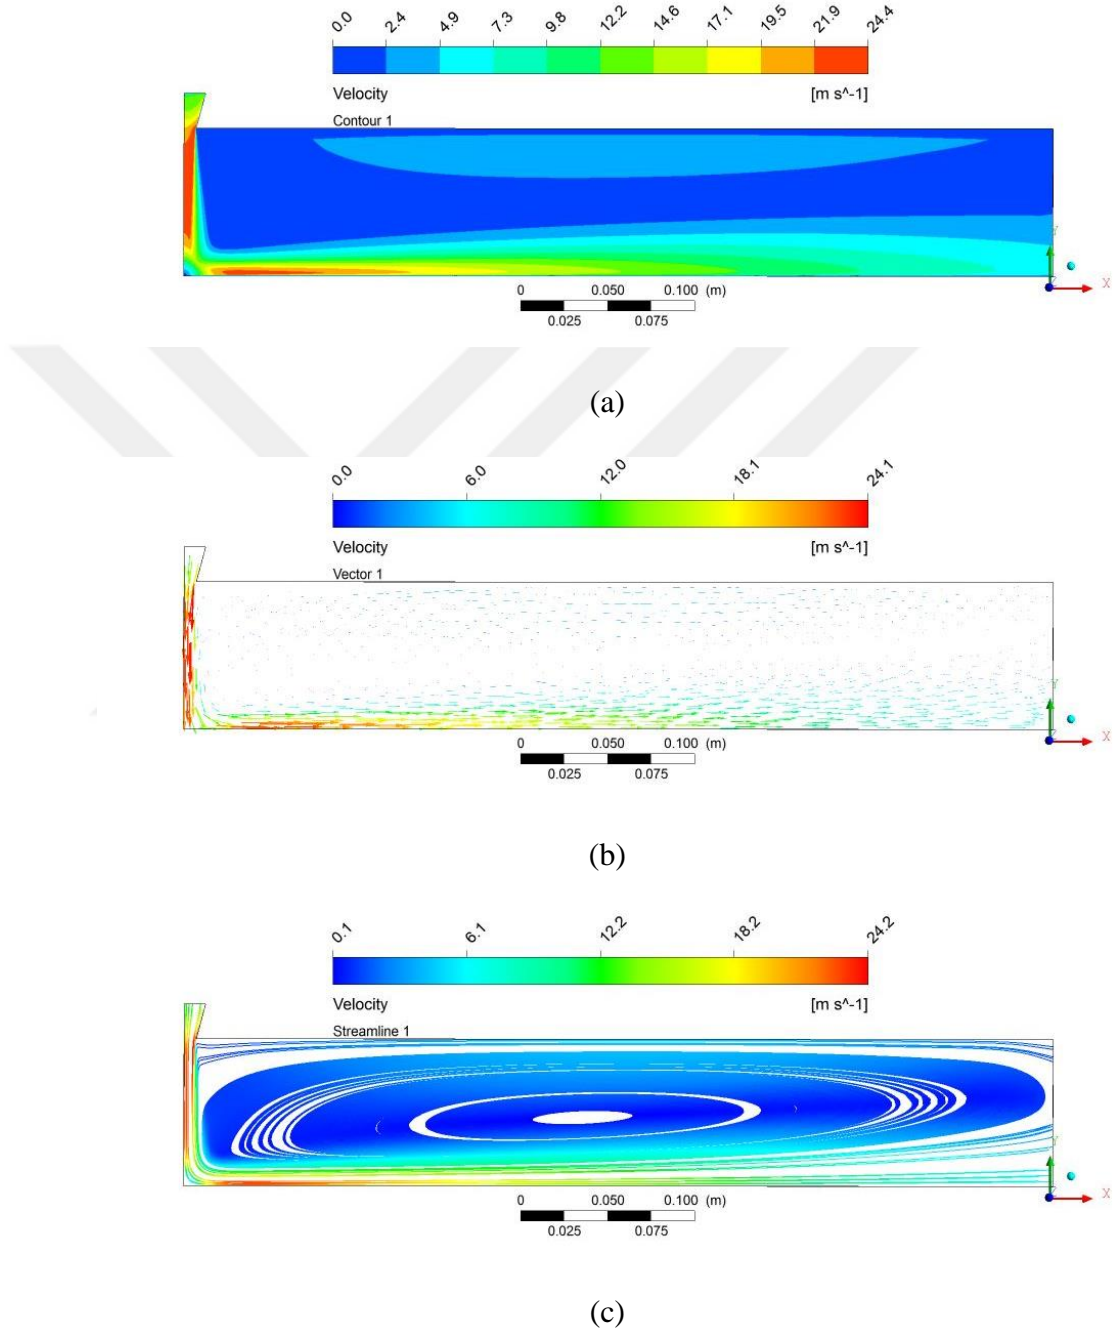 0.0 2.4 4.9 7.3 9.8 12.2 14.6 17.1 19.5 21.9 24.4
Velocity [m s^-1]
Contour 1
Y
X
0 0.050 0.100 (m)
0.025 0.075
(a)
0.0 6.0 12.0 18.1 24.1
Velocity [m s^-1]
Vector 1
Y
X
0 0.050 0.100 (m)
0.025 0.075
(b)
0.1 6.1 12.2 18.2 24.2
Velocity [m s^-1]
Streamline 1
Y
X
0 0.050 0.100 (m)
0.025 0.075
(c)